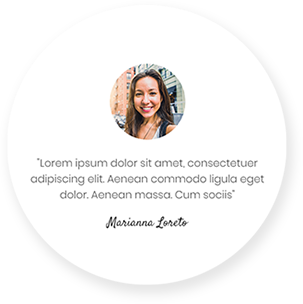 "Lorem ipsum dolor sit amet, consectetuer
adipiscing elit. Aenean commodo ligula eget
dolor. Aenean massa. Cum sociis"
Marianna Loreto